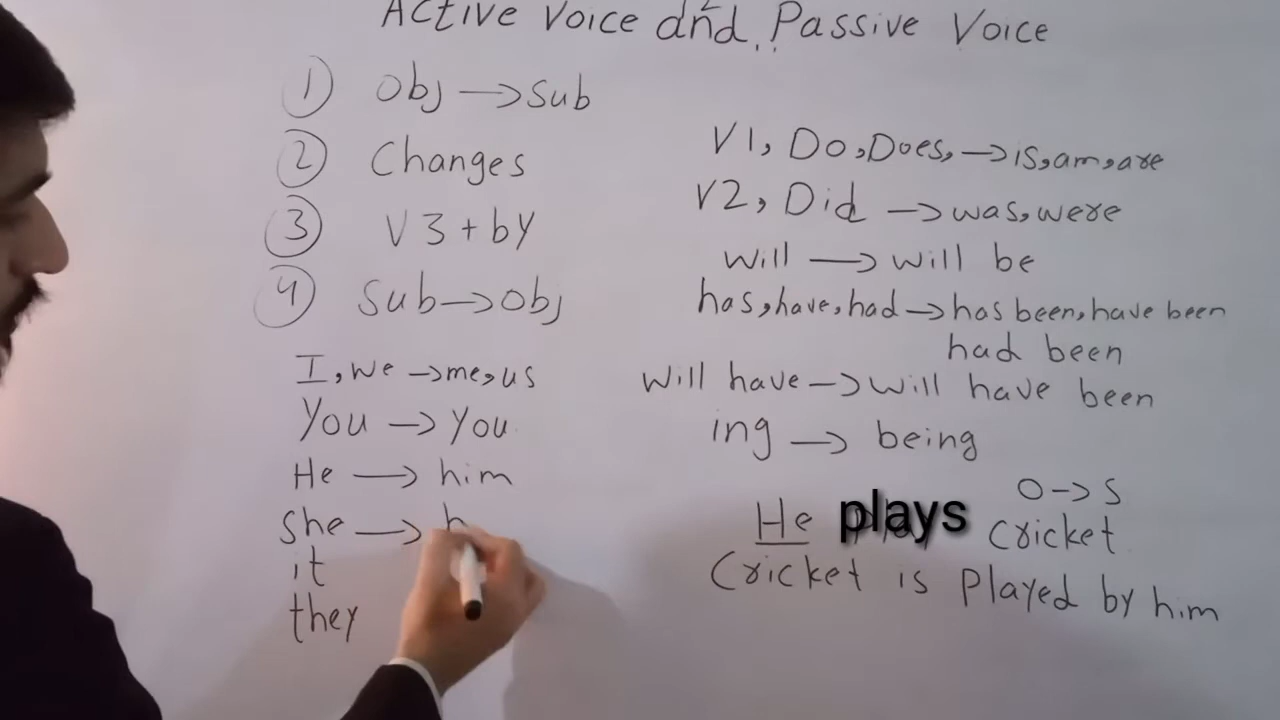 Active Voice and Passive Voice
1 Obj → Sub
2 Changes
3 V3 + by
4 Sub → Obj
I, we → me, us
You → You
He → him
She → h
it
they
V1, Do, Does, → is, am, are
V2, Did → was, were
will → will be
has, have, had → has been, have been
had been
Will have → will have been
ing → being
O → S
He plays Cricket
Cricket is Played by him